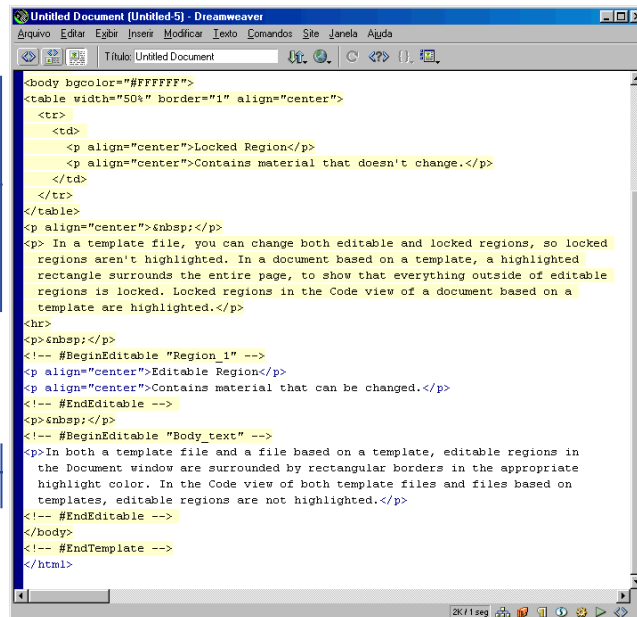 Untitled Document (Untitled-5) - Dreamweaver
Arquivo Editar Exibir Inserir Modificar Texto Comandos Site Janela Ajuda
Título: Untitled Document
<body bgcolor="#FFFFFF">
<table width="50%" border="1" align="center">
<tr>
<td>
<p align="center">Locked Region</p>
<p align="center">Contains material that doesn't change.</p>
</td>
</tr>
</table>
<p align="center">&nbsp;</p>
<p> In a template file, you can change both editable and locked regions, so locked
regions aren't highlighted. In a document based on a template, a highlighted
rectangle surrounds the entire page, to show that everything outside of editable
regions is locked. Locked regions in the Code view of a document based on a
template are highlighted.</p>
<hr>
<p>&nbsp;</p>
<!-- #BeginEditable "Region_1" -->
<p align="center">Editable Region</p>
<p align="center">Contains material that can be changed.</p>
<!-- #EndEditable -->
<p>&nbsp;</p>
<!-- #BeginEditable "Body_text" -->
<p>In both a template file and a file based on a template, editable regions in
the Document window are surrounded by rectangular borders in the appropriate
highlight color. In the Code view of both template files and files based on
templates, editable regions are not highlighted.</p>
<!-- #EndEditable -->
</body>
<!-- #EndTemplate -->
</html>
2K / 1 seg